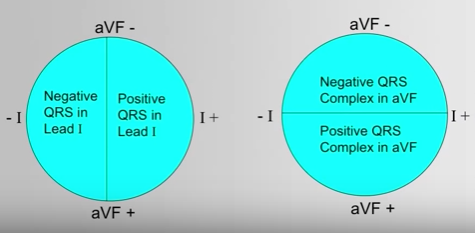 aVF -
Negative
QRS in
Lead I
Positive
QRS in
Lead I
- I
I +
aVF +
aVF -
Negative QRS
Complex in aVF
Positive QRS
Complex in aVF
- I
I +
aVF +